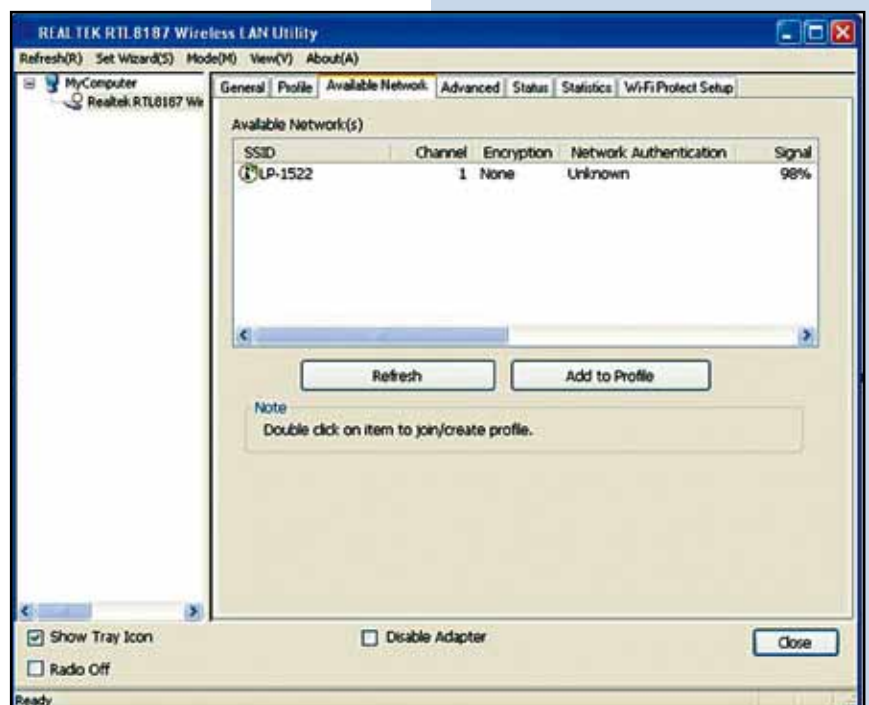 REALTEK RTL8187 Wireless LAN Utility
Refresh(R) Set Wizard(S) Mode(M) View(V) About(A)
MyComputer
Realtek RTL8187 Wir
General Profile Available Network Advanced Status Statistics Wi-Fi Protect Setup
Available Network(s)
SSID Channel Encryption Network Authentication Signal
LP-1522 1 None Unknown 98%
Refresh Add to Profile
Note
Double click on item to join/create profile.
Show Tray Icon Disable Adapter Close
Radio Off
Ready